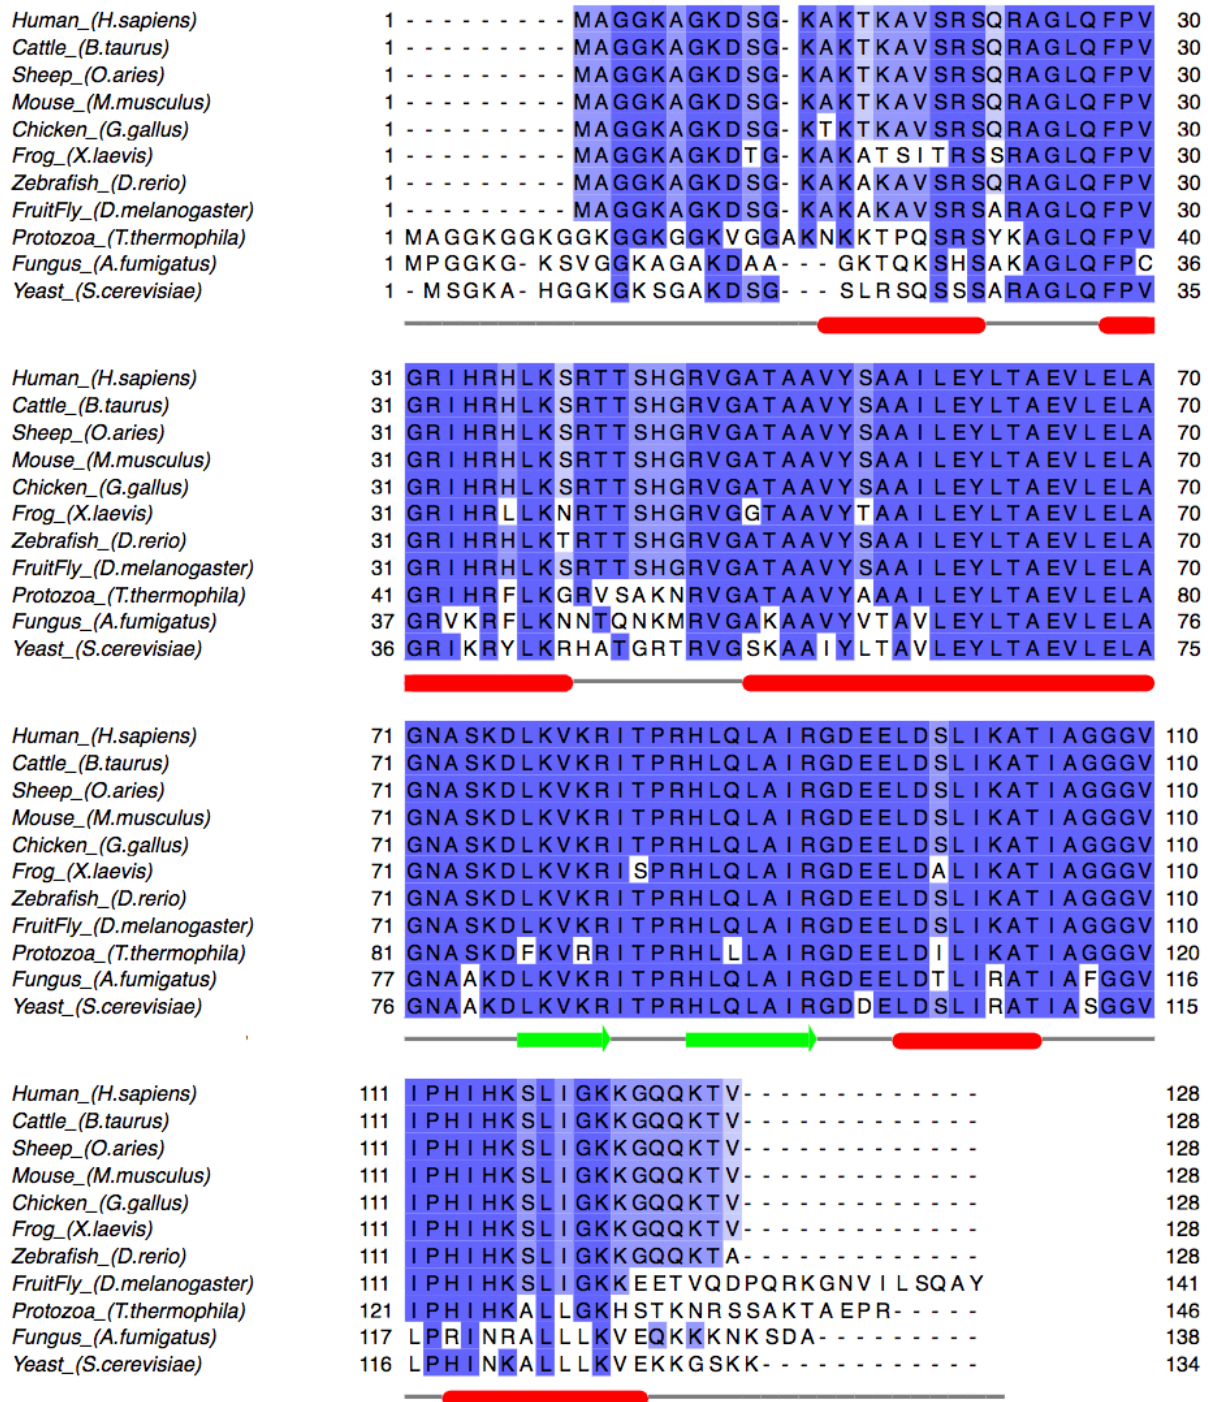 Human_(H.sapiens) 1 ---------MAGGKAGKDSG-KAKTKAVSRSQRAGLQFPV 30
Cattle_(B.taurus) 1 ---------MAGGKAGKDSG-KAKTKAVSRSQRAGLQFPV 30
Sheep_(O.aries) 1 ---------MAGGKAGKDSG-KAKTKAVSRSQRAGLQFPV 30
Mouse_(M.musculus) 1 ---------MAGGKAGKDSG-KAKTKAVSRSQRAGLQFPV 30
Chicken_(G.gallus) 1 ---------MAGGKAGKDSG-KTKTKAVSRSQRAGLQFPV 30
Frog_(X.laevis) 1 ---------MAGGKAGKDTG-KAKATSITRSSRAGLQFPV 30
Zebrafish_(D.rerio) 1 ---------MAGGKAGKDSG-KAKAKAVSRSQRAGLQFPV 30
FruitFly_(D.melanogaster) 1 ---------MAGGKAGKDSG-KAKAKAVSRSARAGLQFPV 30
Protozoa_(T.thermophila) 1 MAGGKGGKGGKGGKGGKVGGAKNKKTPQSRSYKAGLQFPV 40
Fungus_(A.fumigatus) 1 MPGGKG-KSVGGKAGAKDAA---GKTQKSHSAKAGLQFPC 36
Yeast_(S.cerevisiae) 1 -MSGKA-HGGKGKSGAKDSG---SLRSQSSSARAGLQFPV 35
Human_(H.sapiens) 31 GRIHRHLKSRTTSHGRVGATAAVYSAAILEYLTAEVLELA 70
Cattle_(B.taurus) 31 GRIHRHLKSRTTSHGRVGATAAVYSAAILEYLTAEVLELA 70
Sheep_(O.aries) 31 GRIHRHLKSRTTSHGRVGATAAVYSAAILEYLTAEVLELA 70
Mouse_(M.musculus) 31 GRIHRHLKSRTTSHGRVGATAAVYSAAILEYLTAEVLELA 70
Chicken_(G.gallus) 31 GRIHRHLKSRTTSHGRVGATAAVYSAAILEYLTAEVLELA 70
Frog_(X.laevis) 31 GRIHRLLKNRTTSHGRVGGTAAVYTAAILEYLTAEVLELA 70
Zebrafish_(D.rerio) 31 GRIHRHLKTRTTSHGRVGATAAVYSAAILEYLTAEVLELA 70
FruitFly_(D.melanogaster) 31 GRIHRHLKSRTTSHGRVGATAAVYSAAILEYLTAEVLELA 70
Protozoa_(T.thermophila) 41 GRIHRFLKGRVSAKNRVGATAAVYAAAILEYLTAEVLELA 80
Fungus_(A.fumigatus) 37 GRVKRFLKNNTQNKMRVGAKAAVYVTAVLEYLTAEVLELA 76
Yeast_(S.cerevisiae) 36 GRIKRYLKRHATGRTRVGSKAAIYLTAVLEYLTAEVLELA 75
Human_(H.sapiens) 71 GNASKDLKVKRITPRHLQLAIRGDEELDSLIKATIAGGGV 110
Cattle_(B.taurus) 71 GNASKDLKVKRITPRHLQLAIRGDEELDSLIKATIAGGGV 110
Sheep_(O.aries) 71 GNASKDLKVKRITPRHLQLAIRGDEELDSLIKATIAGGGV 110
Mouse_(M.musculus) 71 GNASKDLKVKRITPRHLQLAIRGDEELDSLIKATIAGGGV 110
Chicken_(G.gallus) 71 GNASKDLKVKRITPRHLQLAIRGDEELDSLIKATIAGGGV 110
Frog_(X.laevis) 71 GNASKDLKVKRISPRHLQLAIRGDEELDALIKATIAGGGV 110
Zebrafish_(D.rerio) 71 GNASKDLKVKRITPRHLQLAIRGDEELDSLIKATIAGGGV 110
FruitFly_(D.melanogaster) 71 GNASKDLKVKRITPRHLQLAIRGDEELDSLIKATIAGGGV 110
Protozoa_(T.thermophila) 81 GNASKDFKVRRITPRHLLLAIRGDEELDILIKATIAGGGV 120
Fungus_(A.fumigatus) 77 GNAAKDLKVKRITPRHLQLAIRGDEELDTLIRATIAFGGV 116
Yeast_(S.cerevisiae) 76 GNAAKDLKVKRITPRHLQLAIRGDDELDSLIRATIASGGV 115
Human_(H.sapiens) 111 IPHIHKSLIGKKGQQKTV------------- 128
Cattle_(B.taurus) 111 IPHIHKSLIGKKGQQKTV------------- 128
Sheep_(O.aries) 111 IPHIHKSLIGKKGQQKTV------------- 128
Mouse_(M.musculus) 111 IPHIHKSLIGKKGQQKTV------------- 128
Chicken_(G.gallus) 111 IPHIHKSLIGKKGQQKTV------------- 128
Frog_(X.laevis) 111 IPHIHKSLIGKKGQQKTV------------- 128
Zebrafish_(D.rerio) 111 IPHIHKSLIGKKGQQKTA------------- 128
FruitFly_(D.melanogaster) 111 IPHIHKSLIGKKEETVQDPQRKGNVILSQAY 141
Protozoa_(T.thermophila) 121 IPHIHKALLGKHSTKNRSSAKTAEPR----- 146
Fungus_(A.fumigatus) 117 LPRINRALLLKVEQKKKNKSDA--------- 138
Yeast_(S.cerevisiae) 116 LPHINKALLLKVEKKGSKK------------ 134